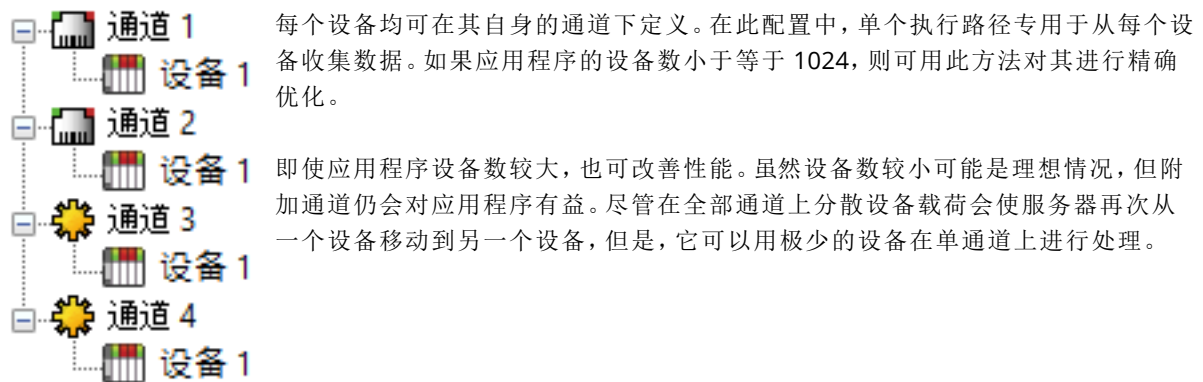 通道 1
设备 1
通道 2
设备 1
通道 3
设备 1
通道 4
设备 1
每个设备均可在其自身的通道下定义。在此配置中，单个执行路径专用于从每个设
备收集数据。如果应用程序的设备数小于等于 1024，则可用此方法对其进行精确
优化。
即使应用程序设备数较大，也可改善性能。虽然设备数较小可能是理想情况，但附
加通道仍会对应用程序有益。尽管在全部通道上分散设备载荷会使服务器再次从
一个设备移动到另一个设备，但是，它可以用极少的设备在单通道上进行处理。